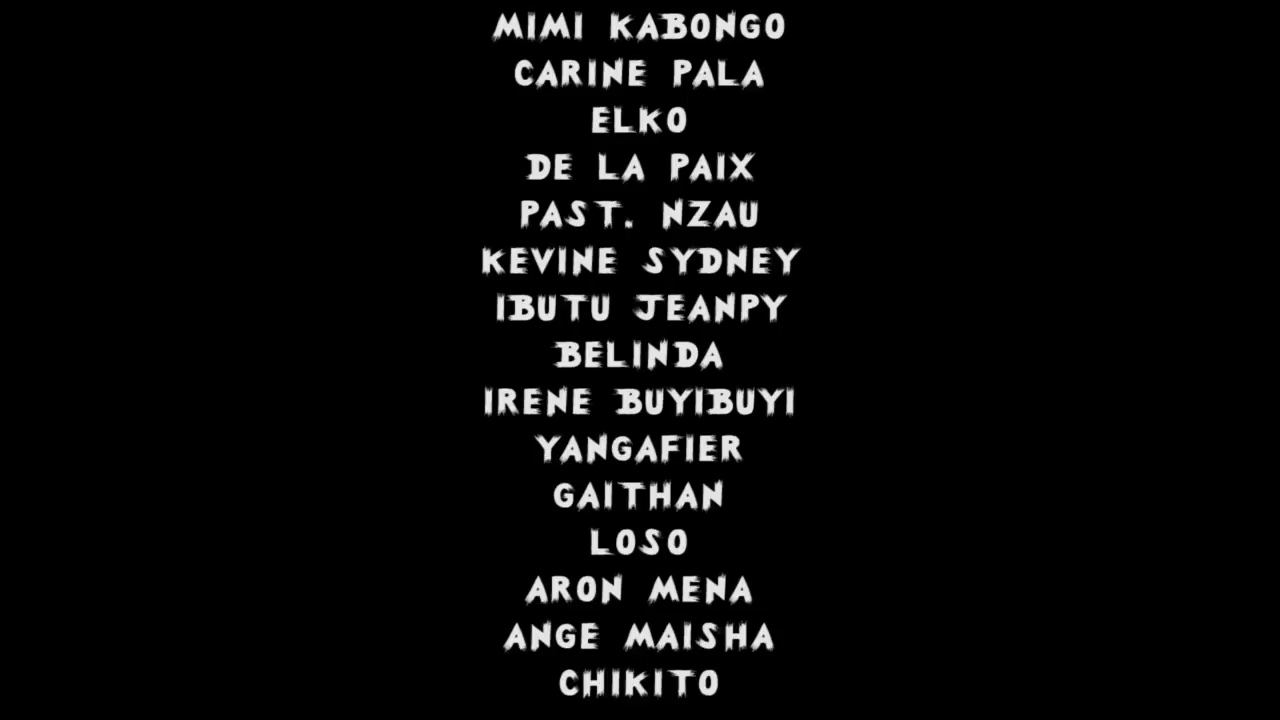 MIMI KABONGO
CARINE PALA
ELKO
DE LA PAIX
PAST. NZAU
KEVINE SYDNEY
IBUTU JEANPY
BELINDA
IRENE BUYIBUYI
YANGAFIER
GAITHAN
LOSO
ARON MENA
ANGE MAISHA
CHIKITO